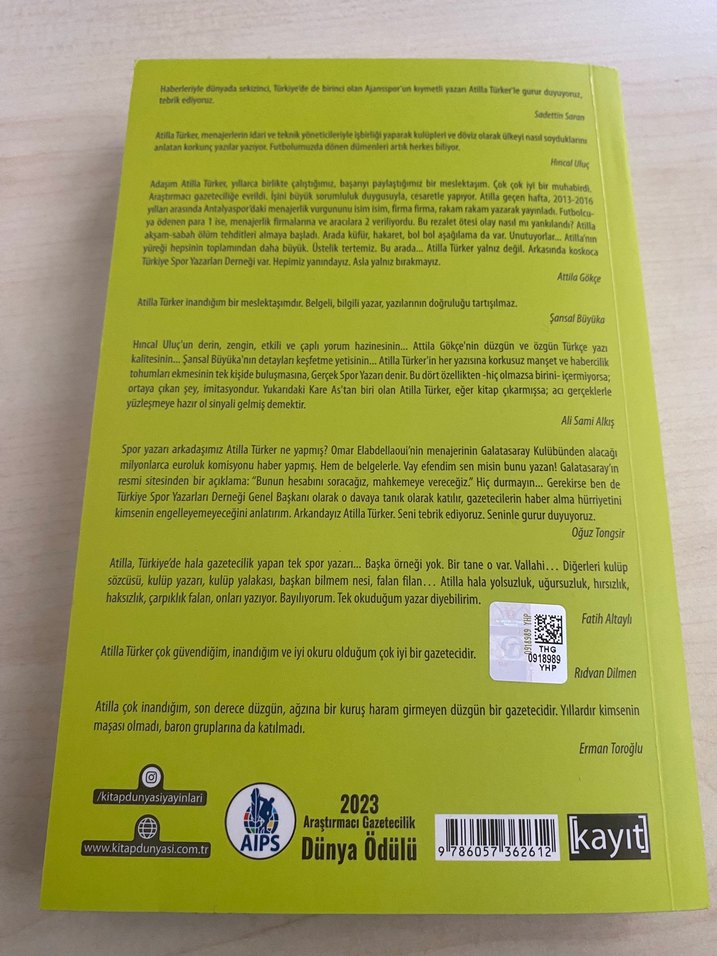 Haberleriyle dünyada sekizinci, Türkiye'de de birinci olan Ajansspor'un kıymetli yazarı Atilla Türker'le gurur duyuyoruz,
tebrik ediyoruz.
Sadettin Saran
Atilla Türker, menajerlerin idari ve teknik yöneticileriyle işbirliği yaparak kulüpleri ve döviz olarak ülkeyi nasıl soyduklarını
anlatan korkunç yazılar yazıyor. Futbolumuzda dönen dümenleri artık herkes biliyor.
Hıncal Uluç
Adaşım Atilla Türker, yıllarca birlikte çalıştığımız, başarıyı paylaştığımız bir meslektaşım. Çok çok iyi bir muhabirdi.
Araştırmacı gazeteciliğe evrildi. İşini büyük sorumluluk duygusuyla, cesaretle yapıyor. Atilla geçen hafta, 2013-2016
yılları arasında Antalyaspor'daki menajerlik vurgununu isim isim, firma firma, rakam rakam yazarak yayınladı. Futbolcu-
ya ödenen para 1 ise, menajerlik firmalarına ve aracılara 2 veriliyordu. Bu rezalet ötesi olay nasıl mı yankılandı? Atilla
akşam-sabah ölüm tehditleri almaya başladı. Arada küfür, hakaret, bol bol aşağılama da var. Unutuyorlar... Atilla'nın
yüreği hepsinin toplamından daha büyük. Üstelik tertemiz. Bu arada... Atilla Türker yalnız değil. Arkasında koskoca
Türkiye Spor Yazarları Derneği var. Hepimiz yanındayız. Asla yalnız bırakmayız.
Attila Gökçe
Atilla Türker inandığım bir meslektaşımdır. Belgeli, bilgili yazar, yazılarının doğruluğu tartışılmaz.
Şansal Büyüka
Hıncal Uluç'un derin, zengin, etkili ve çaplı yorum hazinesinin... Attila Gökçe'nin düzgün ve özgün Türkçe yazı
kalitesinin... Şansal Büyüka'nın detayları keşfetme yetisinin... Atilla Türker'in her yazısına korkusuz manşet ve habercilik
tohumları ekmesinin tek kişide buluşmasına, Gerçek Spor Yazarı denir. Bu dört özellikten -hiç olmazsa birini- içermiyorsa;
ortaya çıkan şey, imitasyondur. Yukarıdaki Kare As'tan biri olan Atilla Türker, eğer kitap çıkarmışsa; acı gerçeklerle
yüzleşmeye hazır ol sinyali gelmiş demektir.
Ali Sami Alkış
Spor yazarı arkadaşımız Atilla Türker ne yapmış? Omar Elabdellaoui'nin menajerinin Galatasaray Kulübünden alacağı
milyonlarca euroluk komisyonu haber yapmış. Hem de belgelerle. Vay efendim sen misin bunu yazan! Galatasaray'ın
resmi sitesinden bir açıklama: "Bunun hesabını soracağız, mahkemeye vereceğiz." Hiç durmayın... Gerekirse ben de
Türkiye Spor Yazarları Derneği Genel Başkanı olarak o davaya tanık olarak katılır, gazetecilerin haber alma hürriyetini
kimsenin engelleyemeyeceğini anlatırım. Arkandayız Atilla Türker. Seni tebrik ediyoruz. Seninle gurur duyuyoruz.
Oğuz Tongsir
Atilla, Türkiye'de hala gazetecilik yapan tek spor yazarı... Başka örneği yok. Bir tane o var. Vallahi... Diğerleri kulüp
sözcüsü, kulüp yazarı, kulüp yalakası, başkan bilmem nesi, falan filan... Atilla hala yolsuzluk, uğursuzluk, hırsızlık,
haksızlık, çarpıklık falan, onları yazıyor. Bayılıyorum. Tek okuduğum yazar diyebilirim.
Fatih Altaylı
0918989 YHP
THG
0918989
YHP
Atilla Türker çok güvendiğim, inandığım ve iyi okuru olduğum çok iyi bir gazetecidir.
Rıdvan Dilmen
Atilla çok inandığım, son derece düzgün, ağzına bir kuruş haram girmeyen düzgün bir gazetecidir. Yıllardır kimsenin
maşası olmadı, baron gruplarına da katılmadı.
Erman Toroğlu
/kitapdunyasiyayinlari
www.kitapdunyasi.com.tr
AIPS
2023
Araştırmacı Gazetecilik
Dünya Ödülü
9 786057 362612
[kayıt]